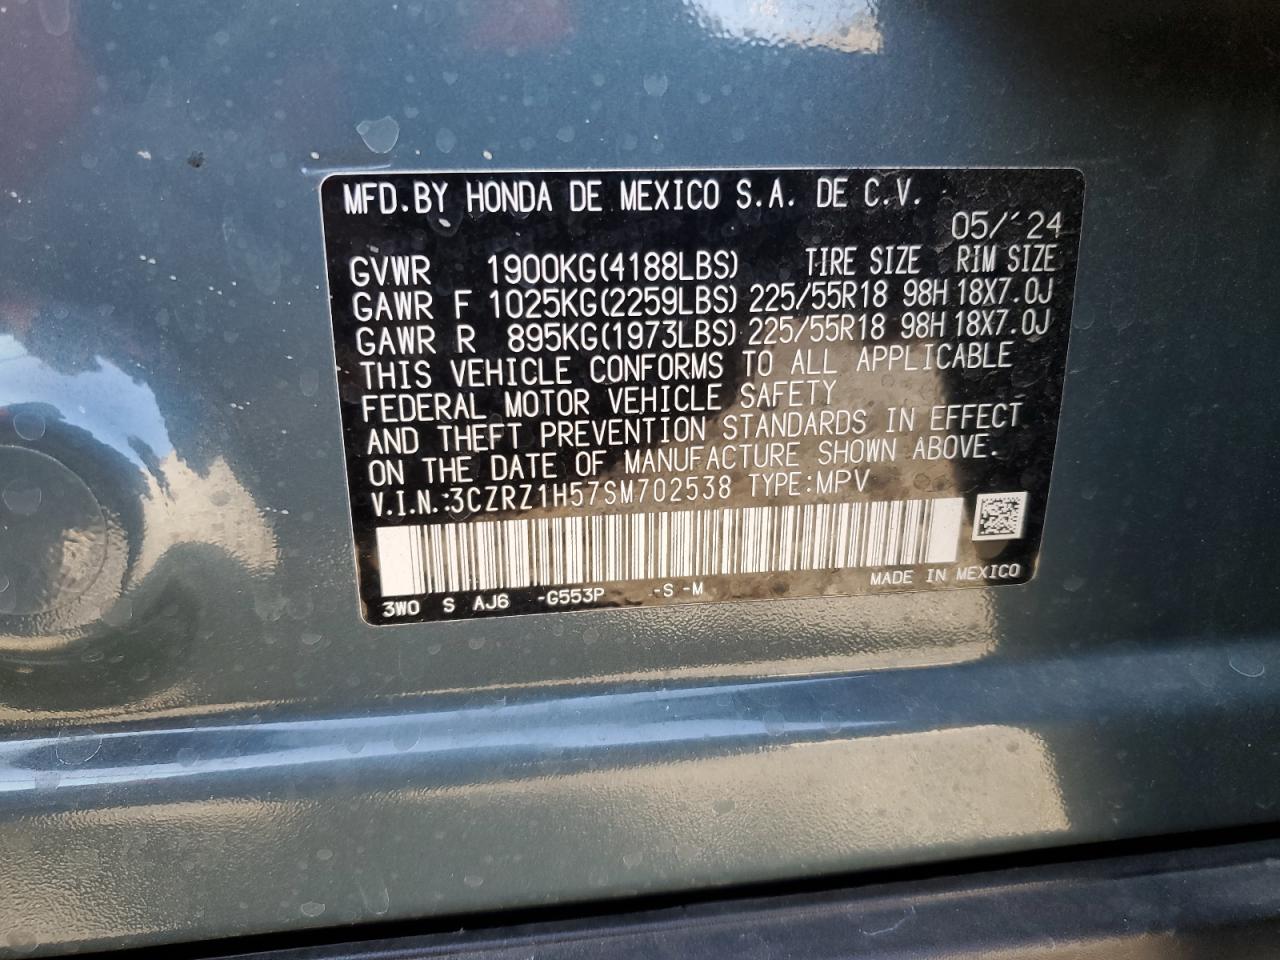 MFD.BY HONDA DE MEXICO S.A. DE C.V.
05/´24
GVWR 1900KG(4188LBS) TIRE SIZE RIM SIZE
GAWR F 1025KG(2259LBS) 225/55R18 98H 18X7.0J
GAWR R 895KG(1973LBS) 225/55R18 98H 18X7.0J
THIS VEHICLE CONFORMS TO ALL APPLICABLE
FEDERAL MOTOR VEHICLE SAFETY
AND THEFT PREVENTION STANDARDS IN EFFECT
ON THE DATE OF MANUFACTURE SHOWN ABOVE.
V.I.N.:3CZRZ1H57SM702538 TYPE:MPV
MADE IN MEXICO
3W0 S AJ6 -G553P -S -M